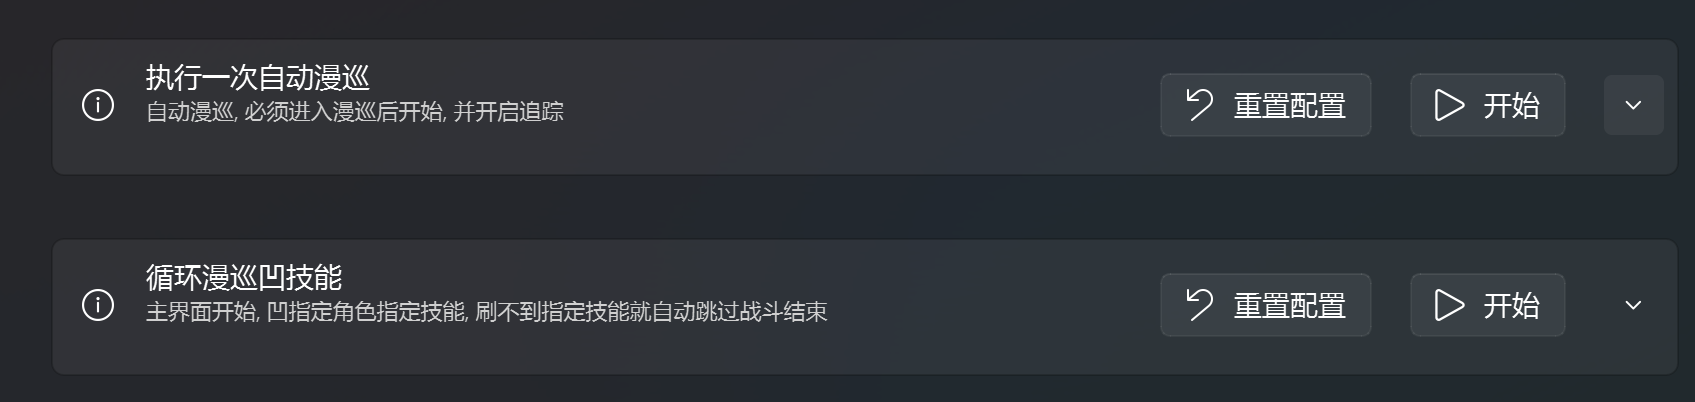 执行一次自动漫巡
自动漫巡, 必须进入漫巡后开始, 并开启追踪
重置配置
开始
循环漫巡凹技能
主界面开始, 凹指定角色指定技能, 刷不到指定技能就自动跳过战斗结束
重置配置
开始